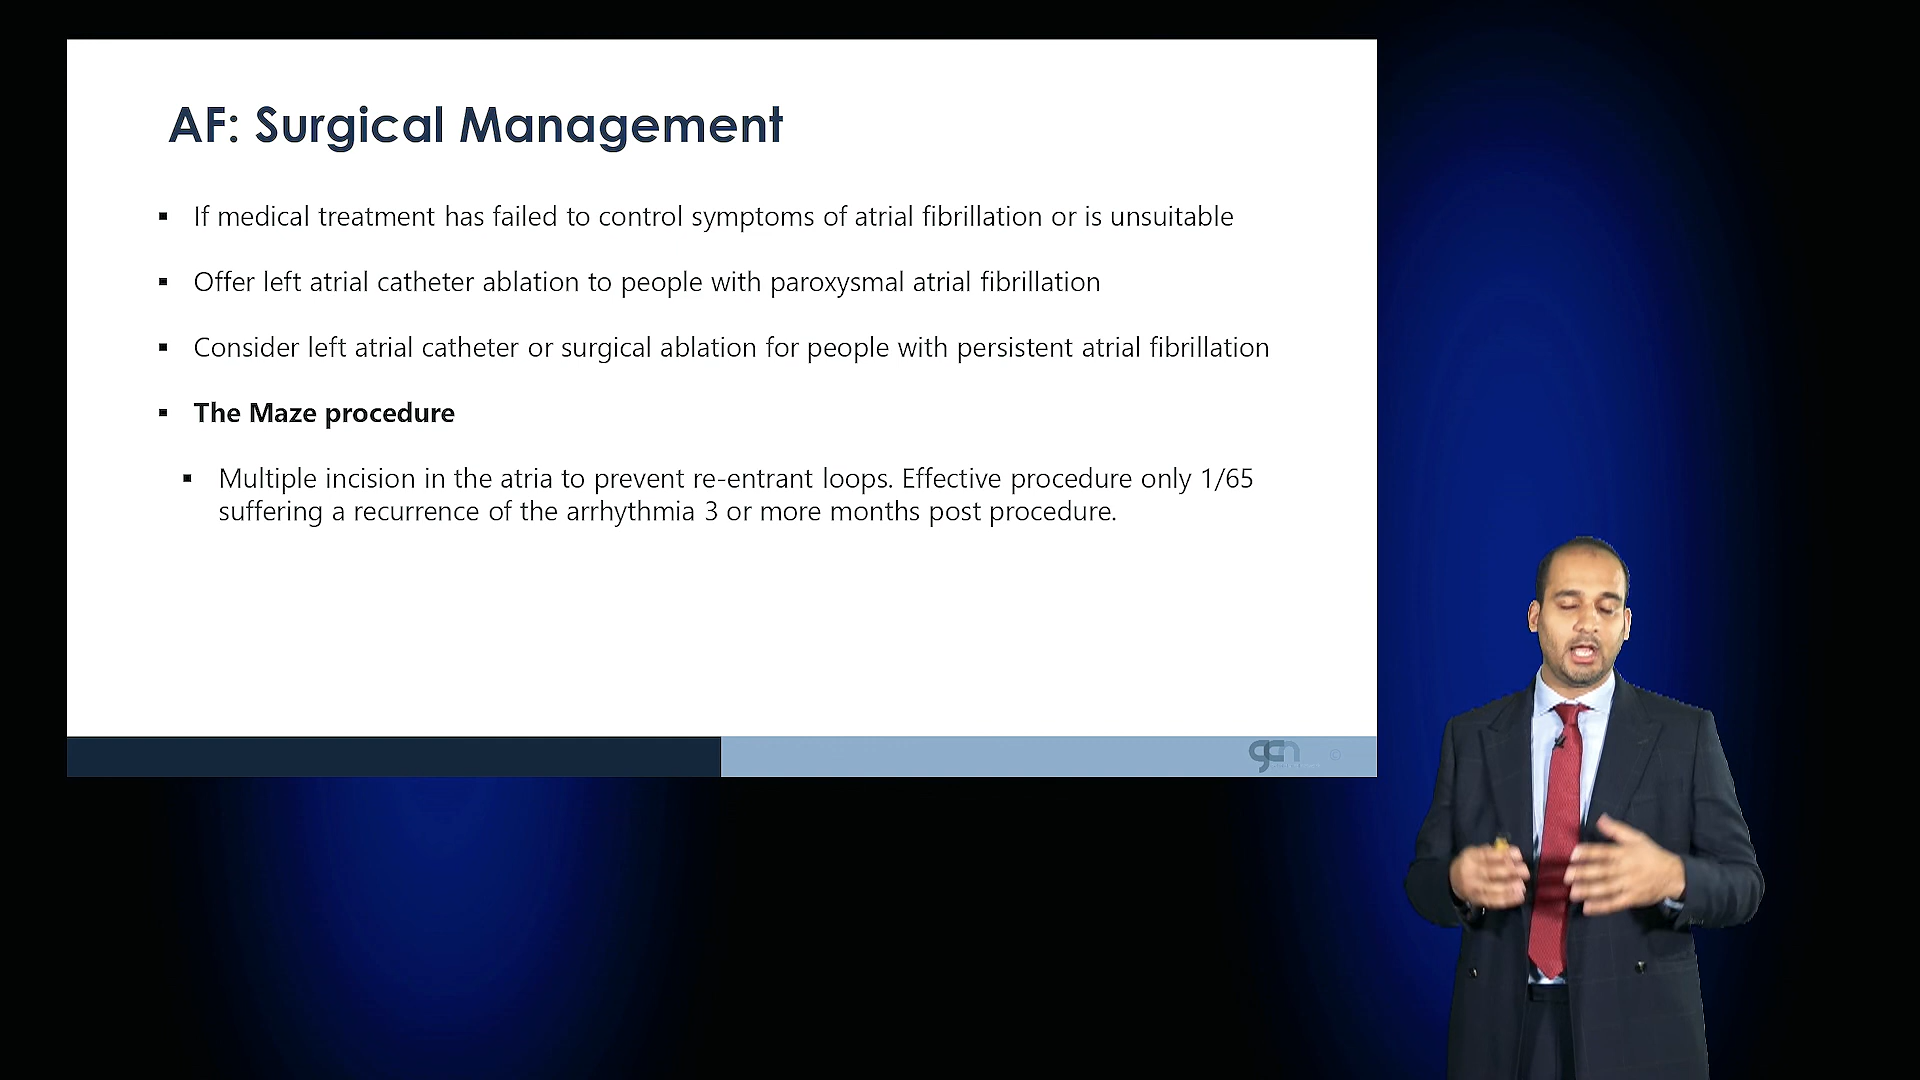 AF: Surgical Management
▪ If medical treatment has failed to control symptoms of atrial fibrillation or is unsuitable
▪ Offer left atrial catheter ablation to people with paroxysmal atrial fibrillation
▪ Consider left atrial catheter or surgical ablation for people with persistent atrial fibrillation
▪ The Maze procedure
▪ Multiple incision in the atria to prevent re-entrant loops. Effective procedure only 1/65
suffering a recurrence of the arrhythmia 3 or more months post procedure.
©